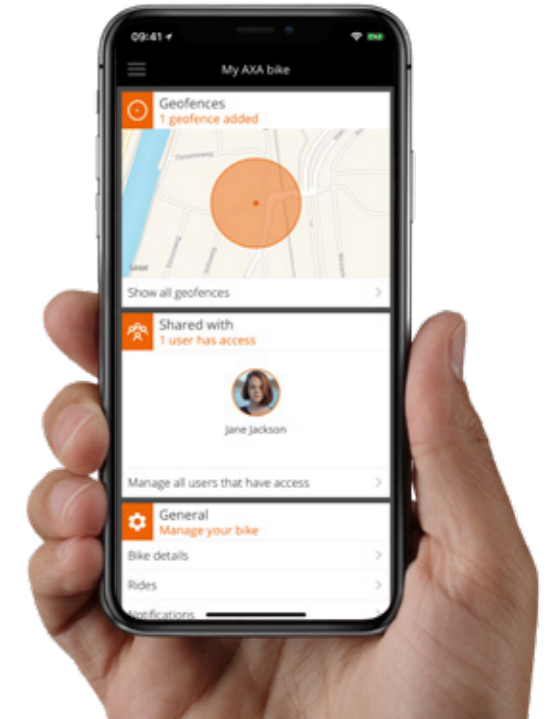 09:41
My AXA bike
Geofences
1 geofence added
Legal
Show all geofences
Shared with
1 user has access
Jane Jackson
Manage all users that have access
General
Manage your bike
Bike details
Rides
Notifications